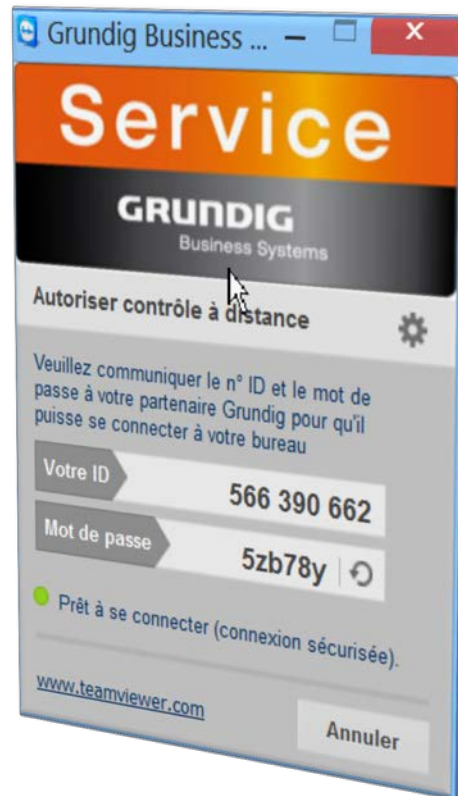 Grundig Business ...
Service
GRUNDIG
Business Systems
Autoriser contrôle à distance
Veuillez communiquer le n° ID et le mot de
passe à votre partenaire Grundig pour qu'il
puisse se connecter à votre bureau
Votre ID 566 390 662
Mot de passe 5zb78y
Prêt à se connecter (connexion sécurisée).
www.teamviewer.com
Annuler